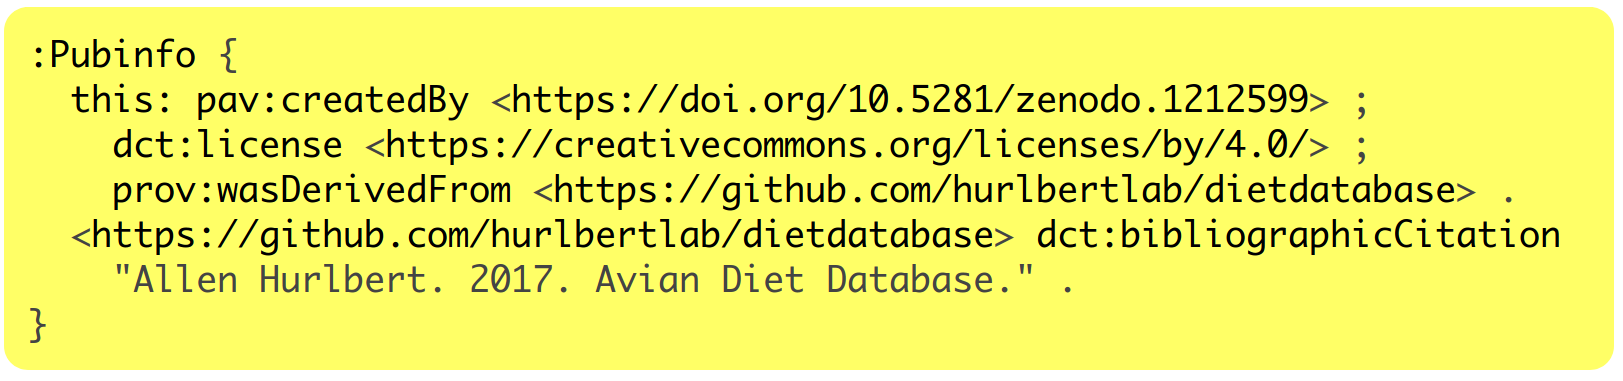 :Pubinfo {
this: pav:createdBy <https://doi.org/10.5281/zenodo.1212599> ;
dct:license <https://creativecommons.org/licenses/by/4.0/> ;
prov:wasDerivedFrom <https://github.com/hurlbertlab/dietdatabase> .
<https://github.com/hurlbertlab/dietdatabase> dct:bibliographicCitation
"Allen Hurlbert. 2017. Avian Diet Database." .
}